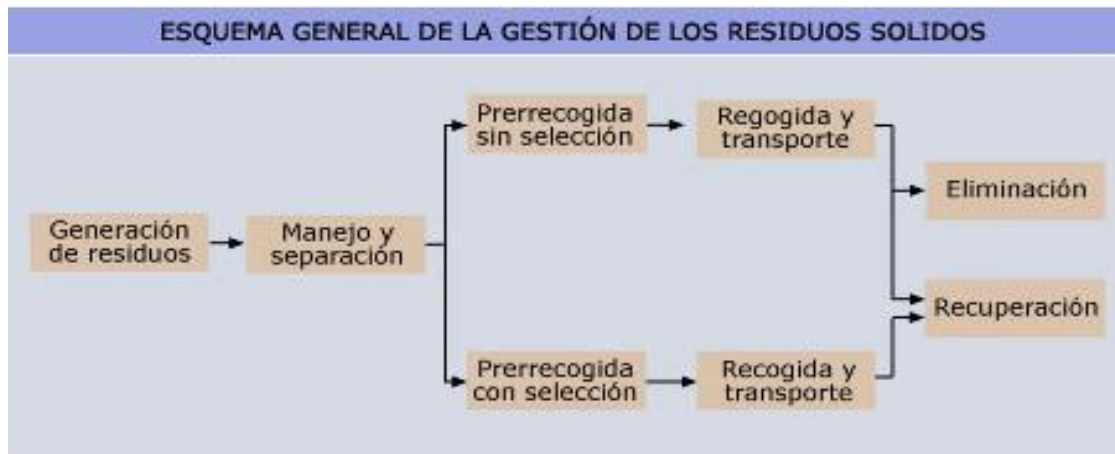 ESQUEMA GENERAL DE LA GESTIÓN DE LOS RESIDUOS SOLIDOS
Prerrecogida
sin selección
Regogida y
transporte
Eliminación
Generación
de residuos
Manejo y
separación
Recuperación
Prerrecogida
con selección
Recogida y
transporte